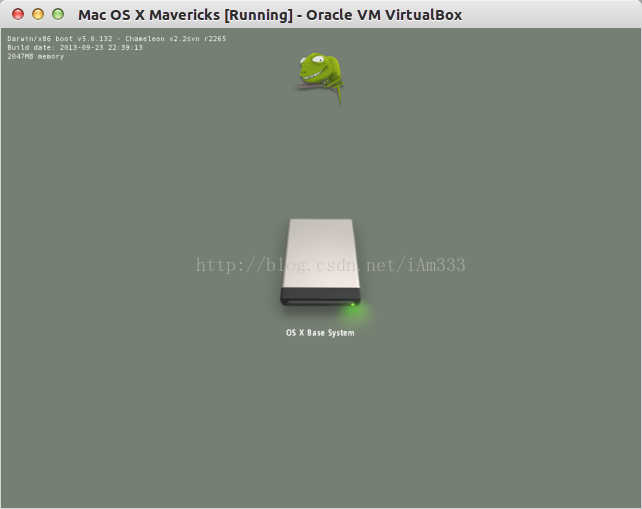 Mac OS X Mavericks [Running] - Oracle VM VirtualBox
Darwin/x86 boot v5.0.132 - Chameleon v2.2svn r2265
Build date: 2013-09-23 22:39:13
2047MB memory
http://blog.csdn.net/iAm333
OS X Base System